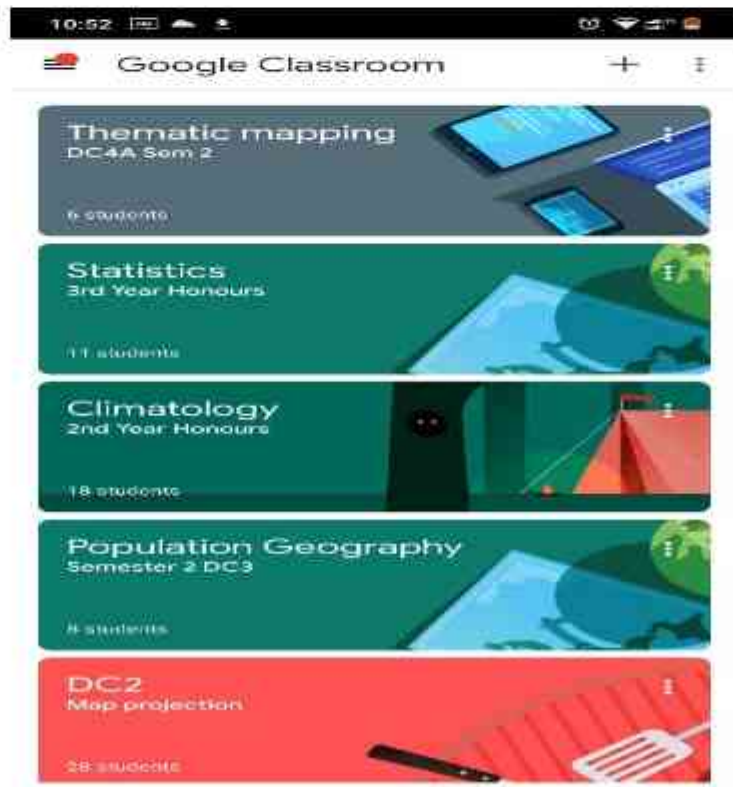 10:52
Google Classroom
Thematic mapping
DC4A Sem 2
6 students
Statistics
3rd Year Honours
11 students
Climatology
2nd Year Honours
18 students
Population Geography
Semester 2 DC3
8 students
DC2
Map projection
28 students